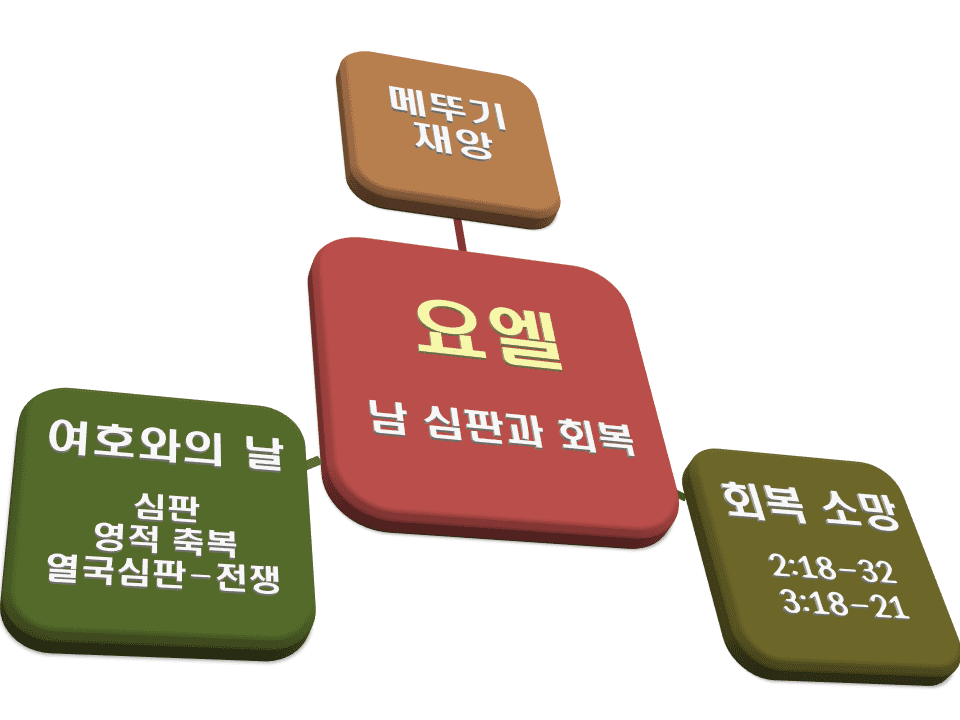 메뚜기
재앙
요엘
남 심판과 회복
여호와의 날
심판
영적 축복
열국심판-전쟁
회복 소망
2:18-32
3:18-21